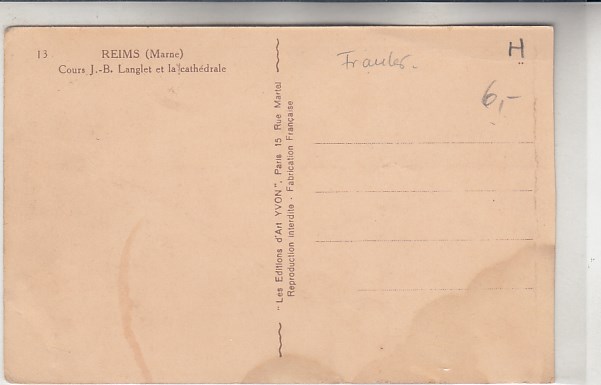 13 REIMS (Marne)
Cours J.-B. Langlet et la cathédrale
"Les Editions d'Art YVON", Paris 15 Rue Martel
Reproduction interdite - Fabrication Française
H
6,-